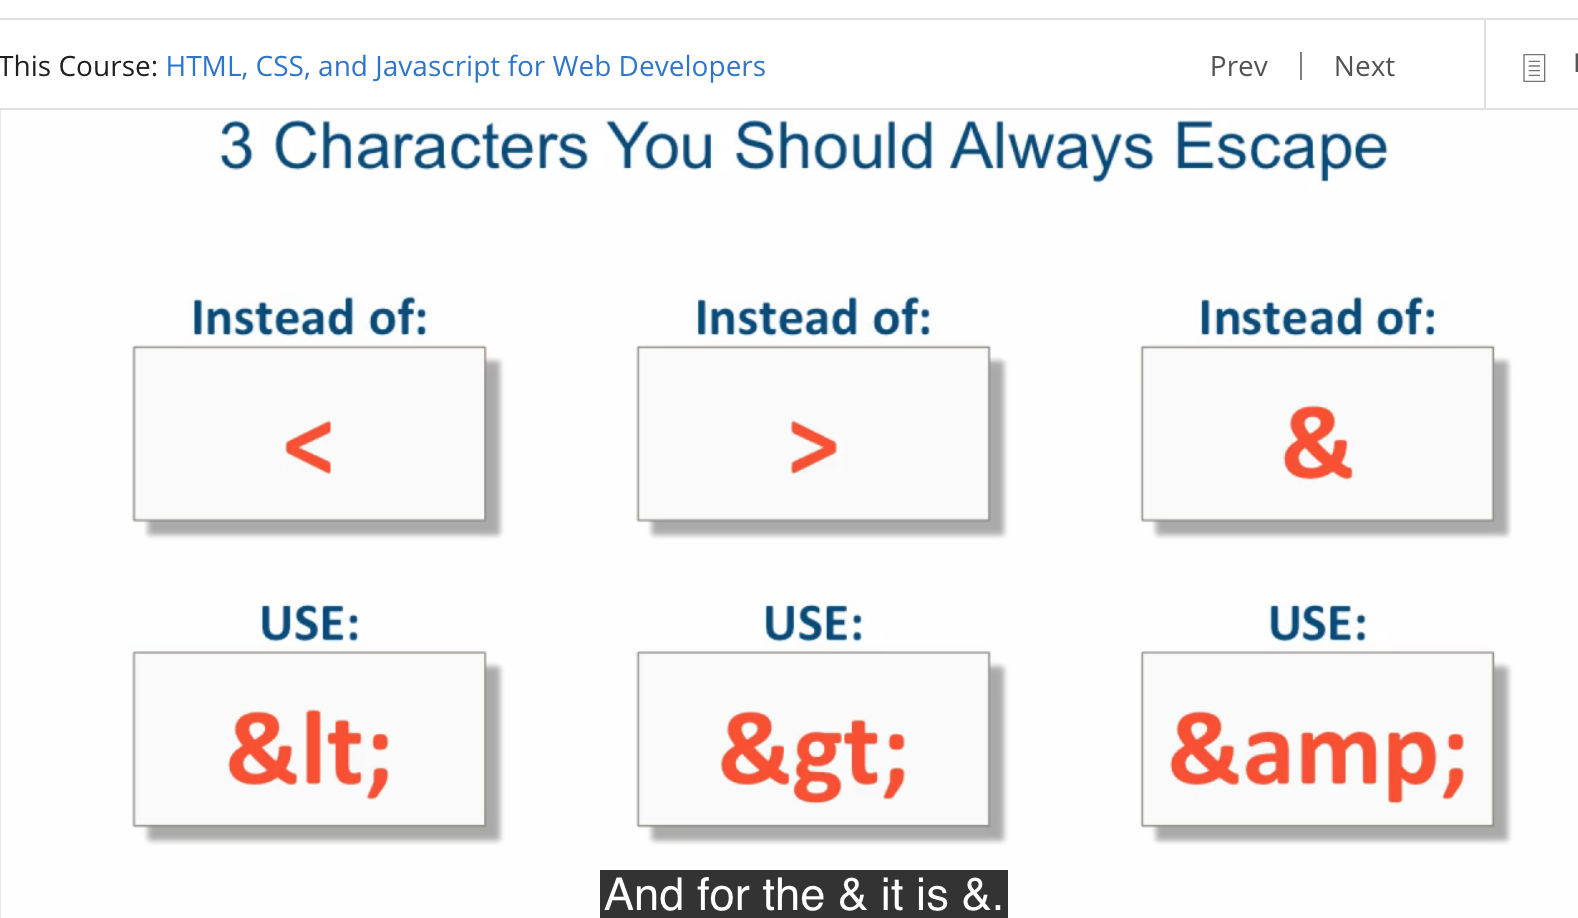 This Course: HTML, CSS, and Javascript for Web Developers Prev | Next
3 Characters You Should Always Escape
Instead of: Instead of: Instead of:
< > &
USE: USE: USE:
&lt; &gt; &amp;
And for the & it is &.